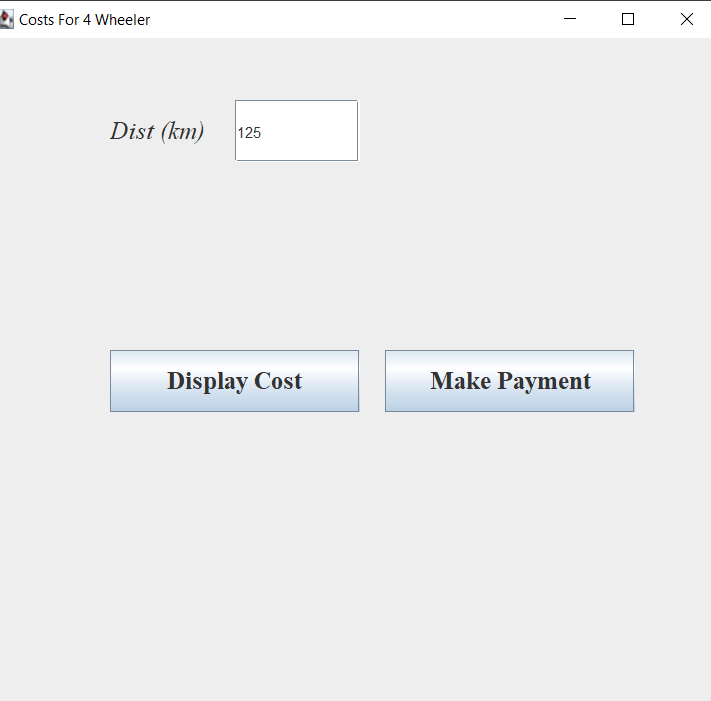 Costs For 4 Wheeler
Dist (km) 125
Display Cost Make Payment